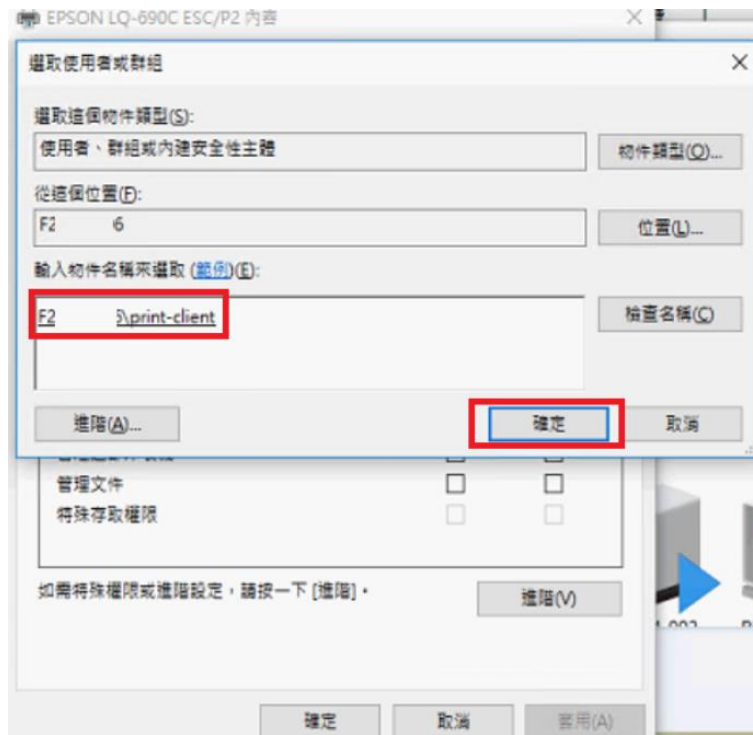 EPSON LQ-690C ESC/P2 內容
選取使用者或群組
選取這個物件類型(S):
使用者、群組或內建安全性主體
物件類型(O)...
從這個位置(F):
F2 6
位置(L)...
輸入物件名稱來選取 (範例)(E):
F2 6\print-client
檢查名稱(C)
進階(A)...
確定
取消
管理文件
特殊存取權限
如需特殊權限或進階設定，請按一下 [進階]。
進階(V)
確定
取消
套用(A)